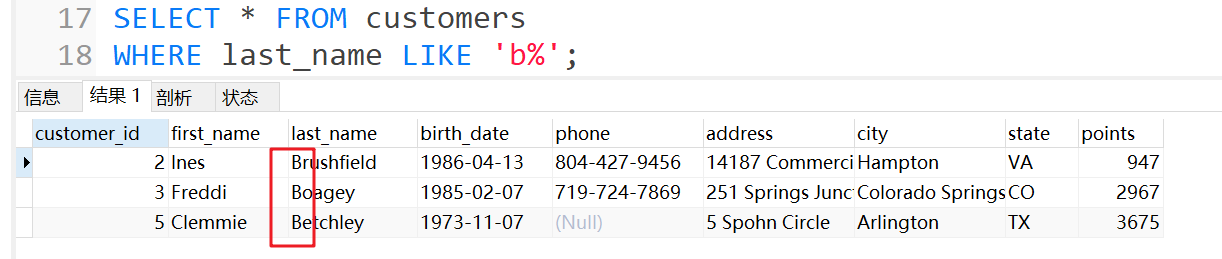 17 SELECT * FROM customers
18 WHERE last_name LIKE 'b%';
信息 结果 1 剖析 状态
customer_id first_name last_name birth_date phone address city state points
2 Ines Brushfield 1986-04-13 804-427-9456 14187 Commerci Hampton VA 947
3 Freddi Boagey 1985-02-07 719-724-7869 251 Springs Junc Colorado Springs CO 2967
5 Clemmie Betchley 1973-11-07 (Null) 5 Spohn Circle Arlington TX 3675